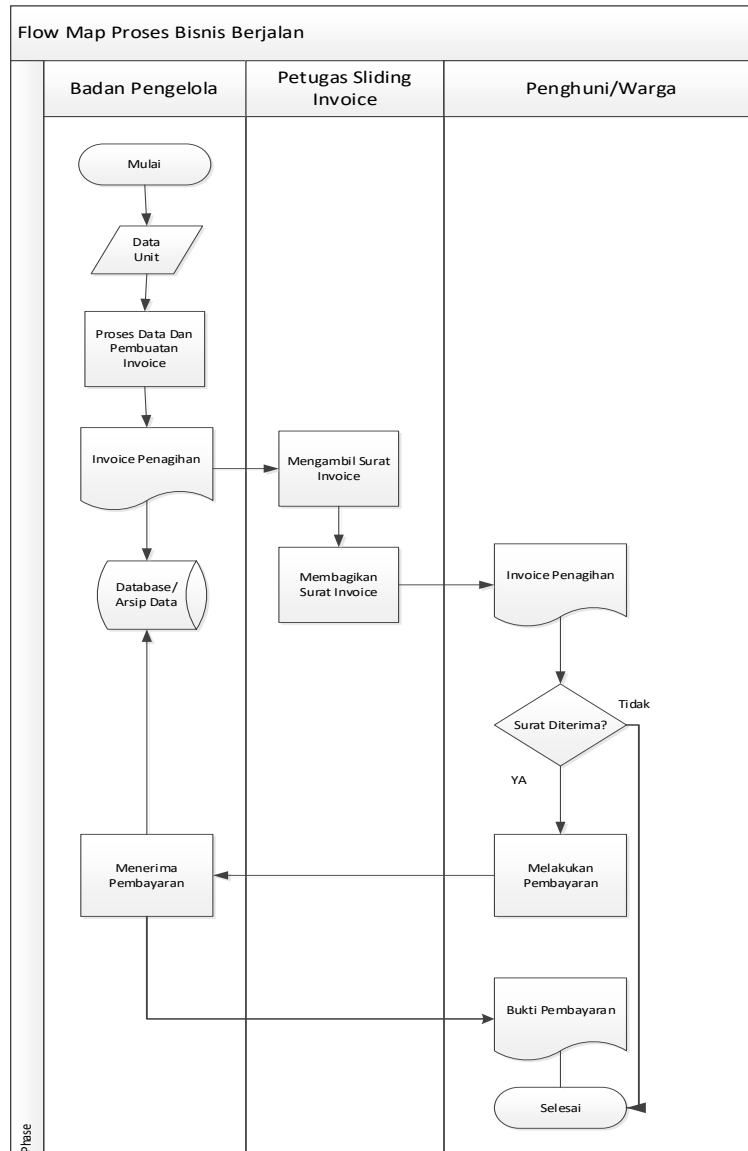 Flow Map Proses Bisnis Berjalan
Badan Pengelola
Petugas Sliding
Invoice
Penghuni/Warga
Mulai
Data
Unit
Proses Data Dan
Pembuatan
Invoice
Invoice Penagihan
Mengambil Surat
Invoice
Database/
Arsip Data
Membagikan
Surat Invoice
Invoice Penagihan
Surat Diterima?
Tidak
YA
Menerima
Pembayaran
Melakukan
Pembayaran
Bukti Pembayaran
Selesai
Phase